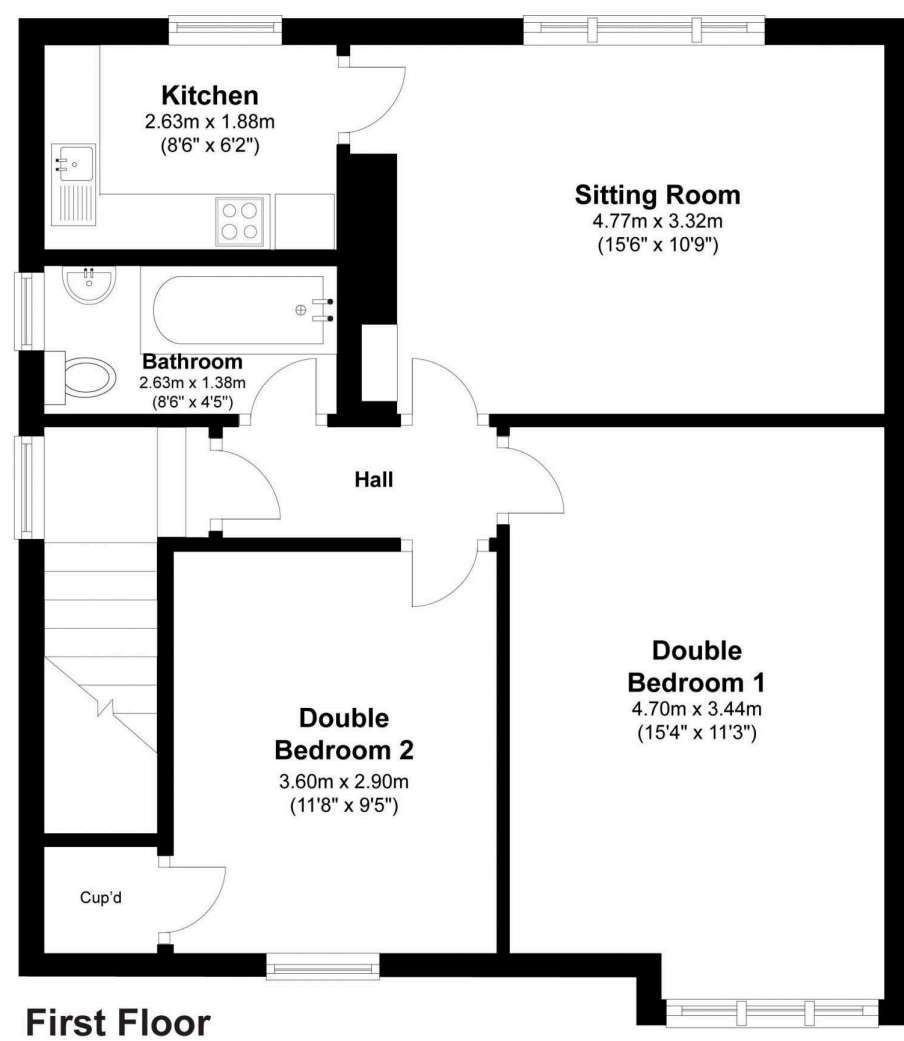 Kitchen
2.63m x 1.88m
(8'6" x 6'2")
Sitting Room
4.77m x 3.32m
(15'6" x 10'9")
Bathroom
2.63m x 1.38m
(8'6" x 4'5")
Hall
Double
Bedroom 1
4.70m x 3.44m
(15'4" x 11'3")
Double
Bedroom 2
3.60m x 2.90m
(11'8" x 9'5")
Cup'd
First Floor